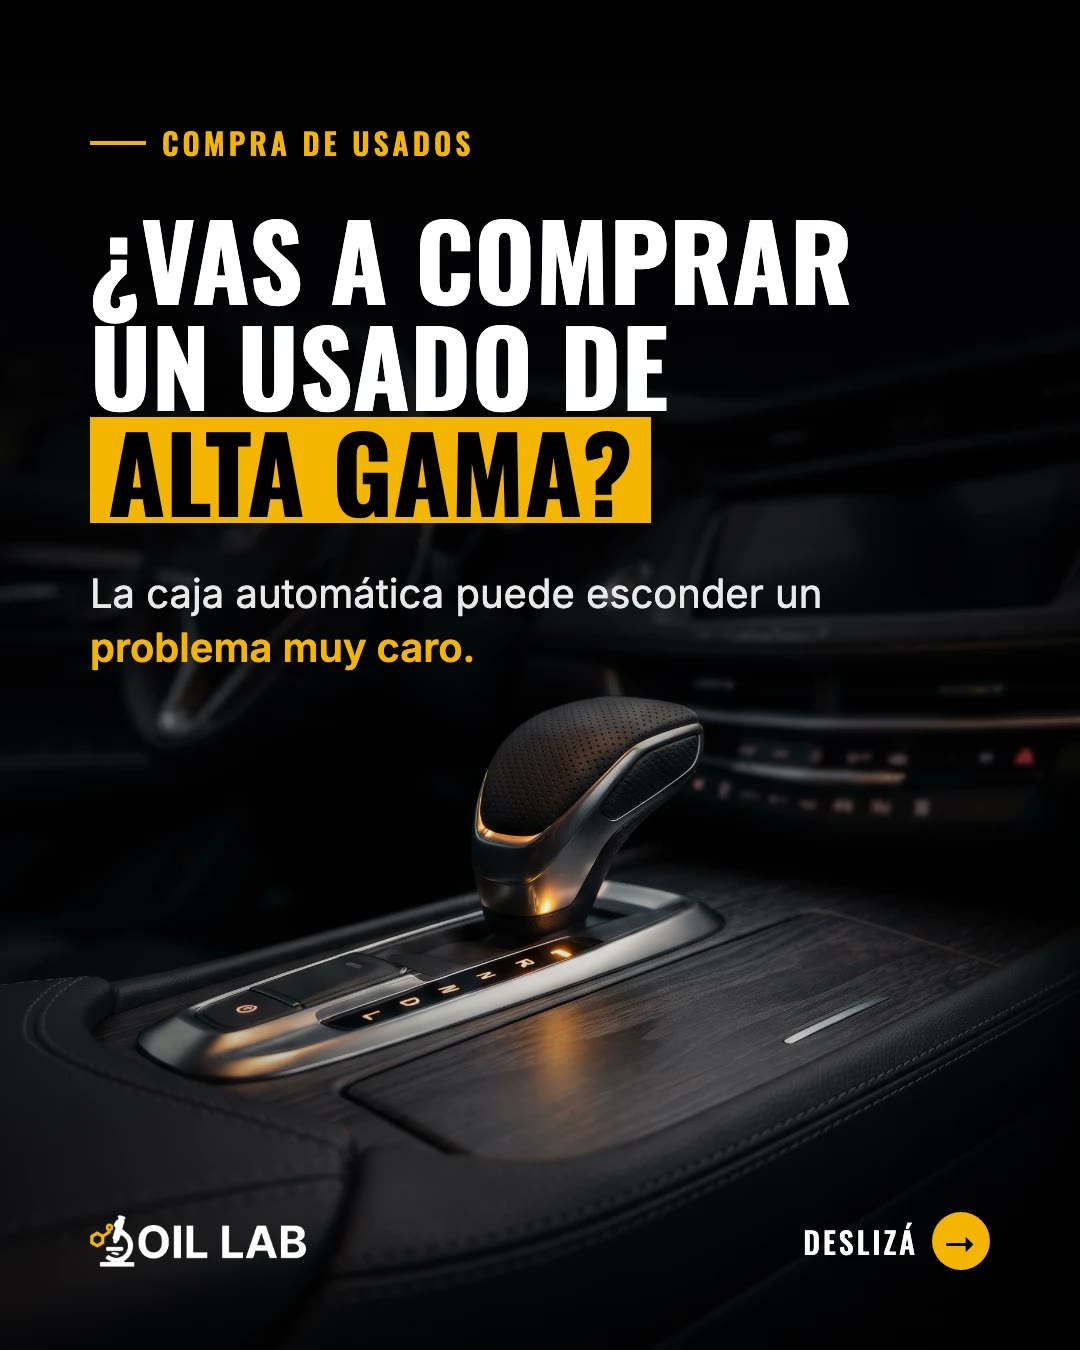 COMPRA DE USADOS
¿VAS A COMPRAR
UN USADO DE
ALTA GAMA?
La caja automática puede esconder un
problema muy caro.
R
N
N
D
L
OIL LAB
DESLIZÁ →